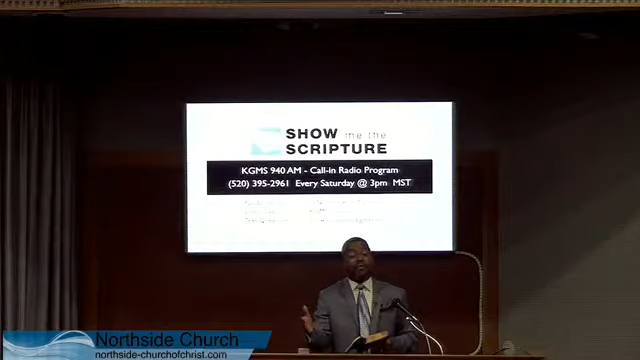 SHOW me the
SCRIPTURE
KGMS 940 AM - Call-in Radio Program
(520) 395-2961 Every Saturday @ 3pm MST
Northside Church
northside-churchofchrist.com